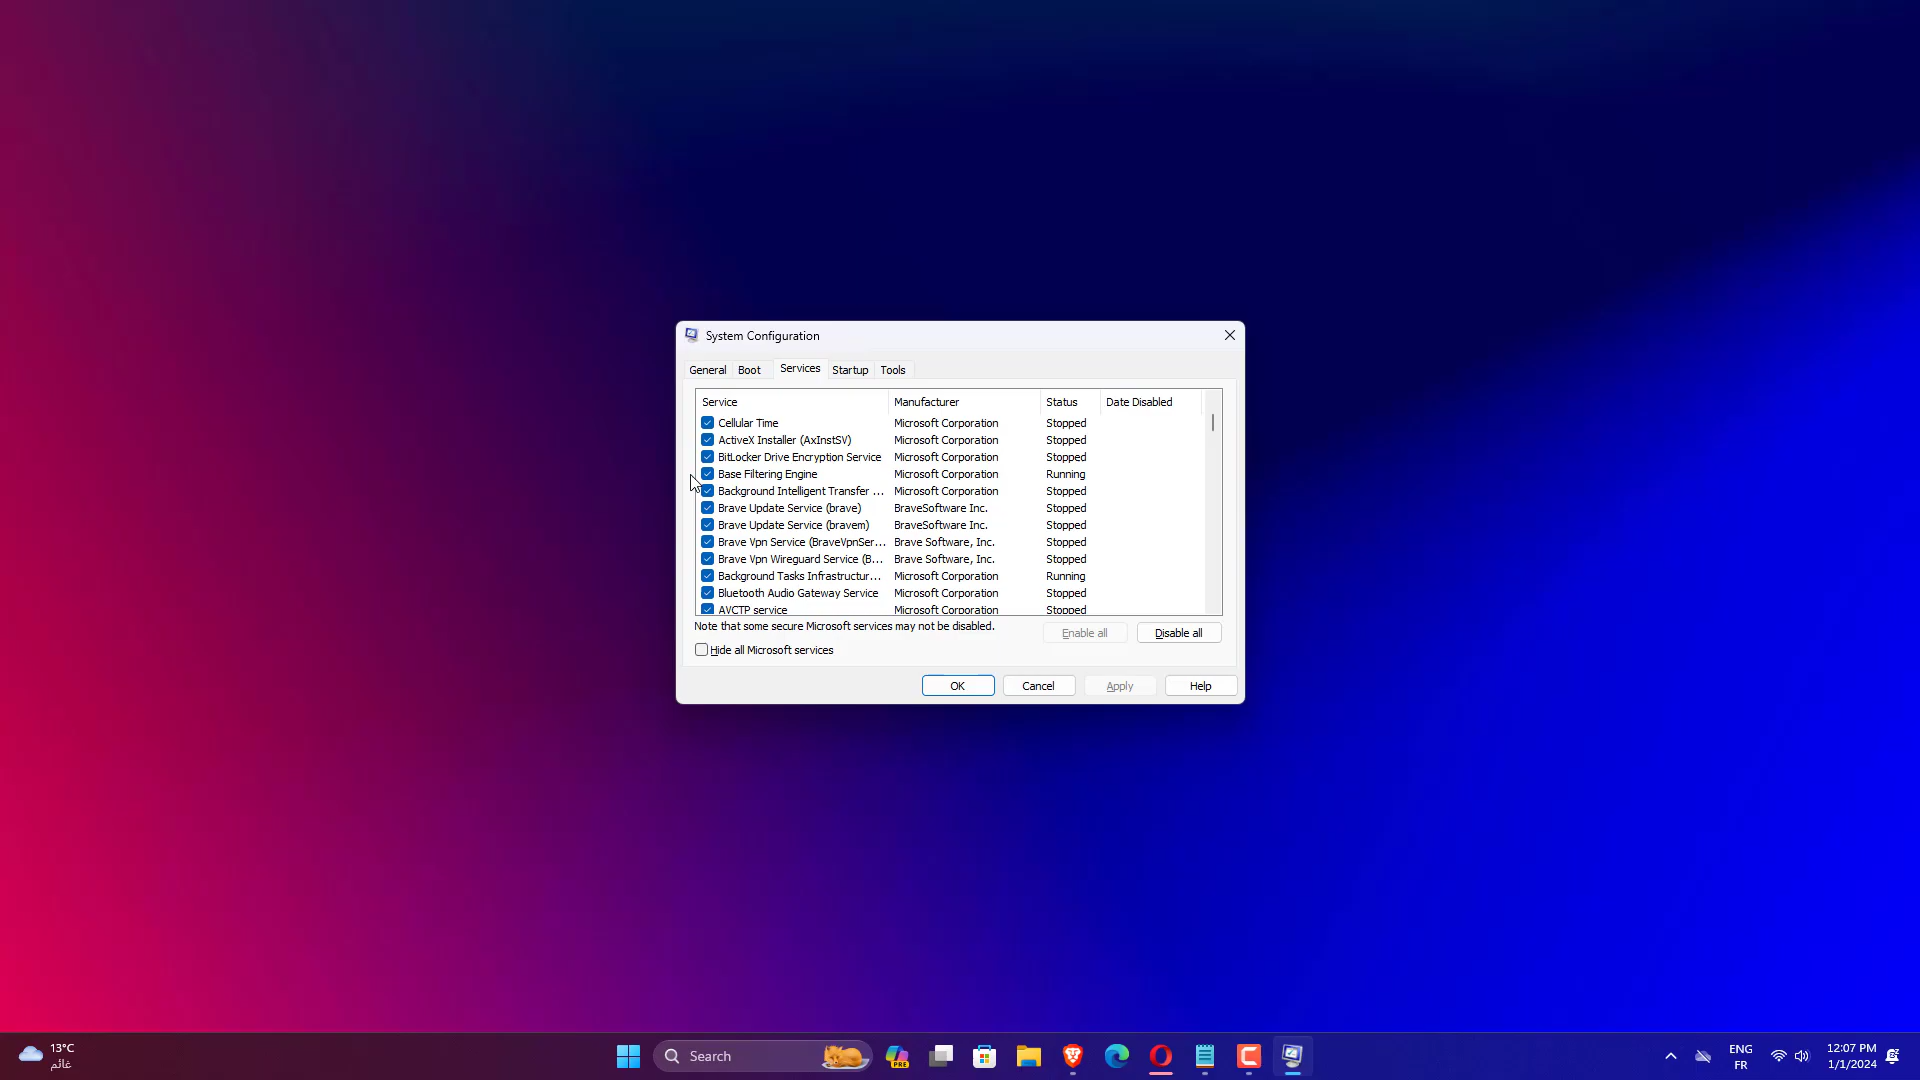 System Configuration
General Boot Services Startup Tools
Service Manufacturer Status Date Disabled
Cellular Time Microsoft Corporation Stopped
ActiveX Installer (AxInstSV) Microsoft Corporation Stopped
BitLocker Drive Encryption Service Microsoft Corporation Stopped
Base Filtering Engine Microsoft Corporation Running
Background Intelligent Transfer ... Microsoft Corporation Stopped
Brave Update Service (brave) BraveSoftware Inc. Stopped
Brave Update Service (bravem) BraveSoftware Inc. Stopped
Brave Vpn Service (BraveVpnSer... Brave Software, Inc. Stopped
Brave Vpn Wireguard Service (B... Brave Software, Inc. Stopped
Background Tasks Infrastructur... Microsoft Corporation Running
Bluetooth Audio Gateway Service Microsoft Corporation Stopped
AVCTP service Microsoft Corporation Stopped
Note that some secure Microsoft services may not be disabled.
Enable all Disable all
Hide all Microsoft services
OK Cancel Apply Help
13°C
غائم
Search
PRE
ENG
FR
12:07 PM
1/1/2024